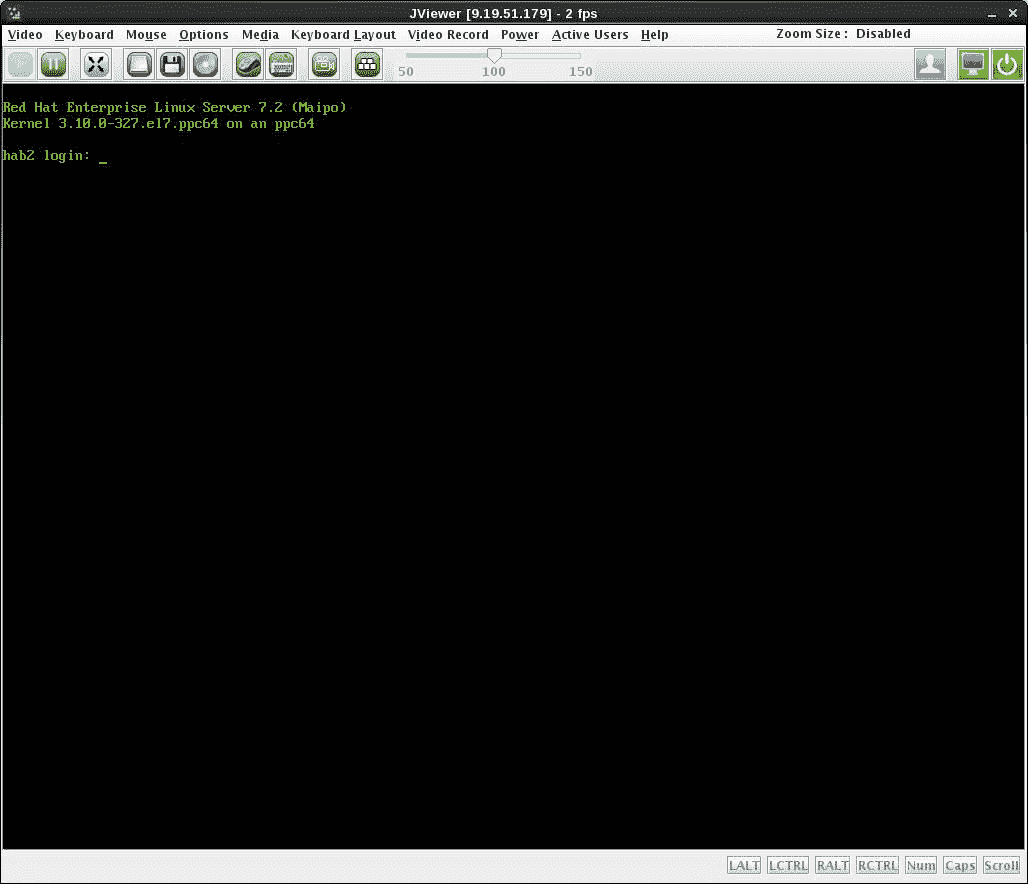 JViewer [9.19.51.179] - 2 fps
Video Keyboard Mouse Options Media Keyboard Layout Video Record Power Active Users Help Zoom Size : Disabled
50 100 150
Red Hat Enterprise Linux Server 7.2 (Maipo)
Kernel 3.10.0-327.el7.ppc64 on an ppc64
hab2 login: _
LALT LCTRL RALT RCTRL Num Caps Scroll